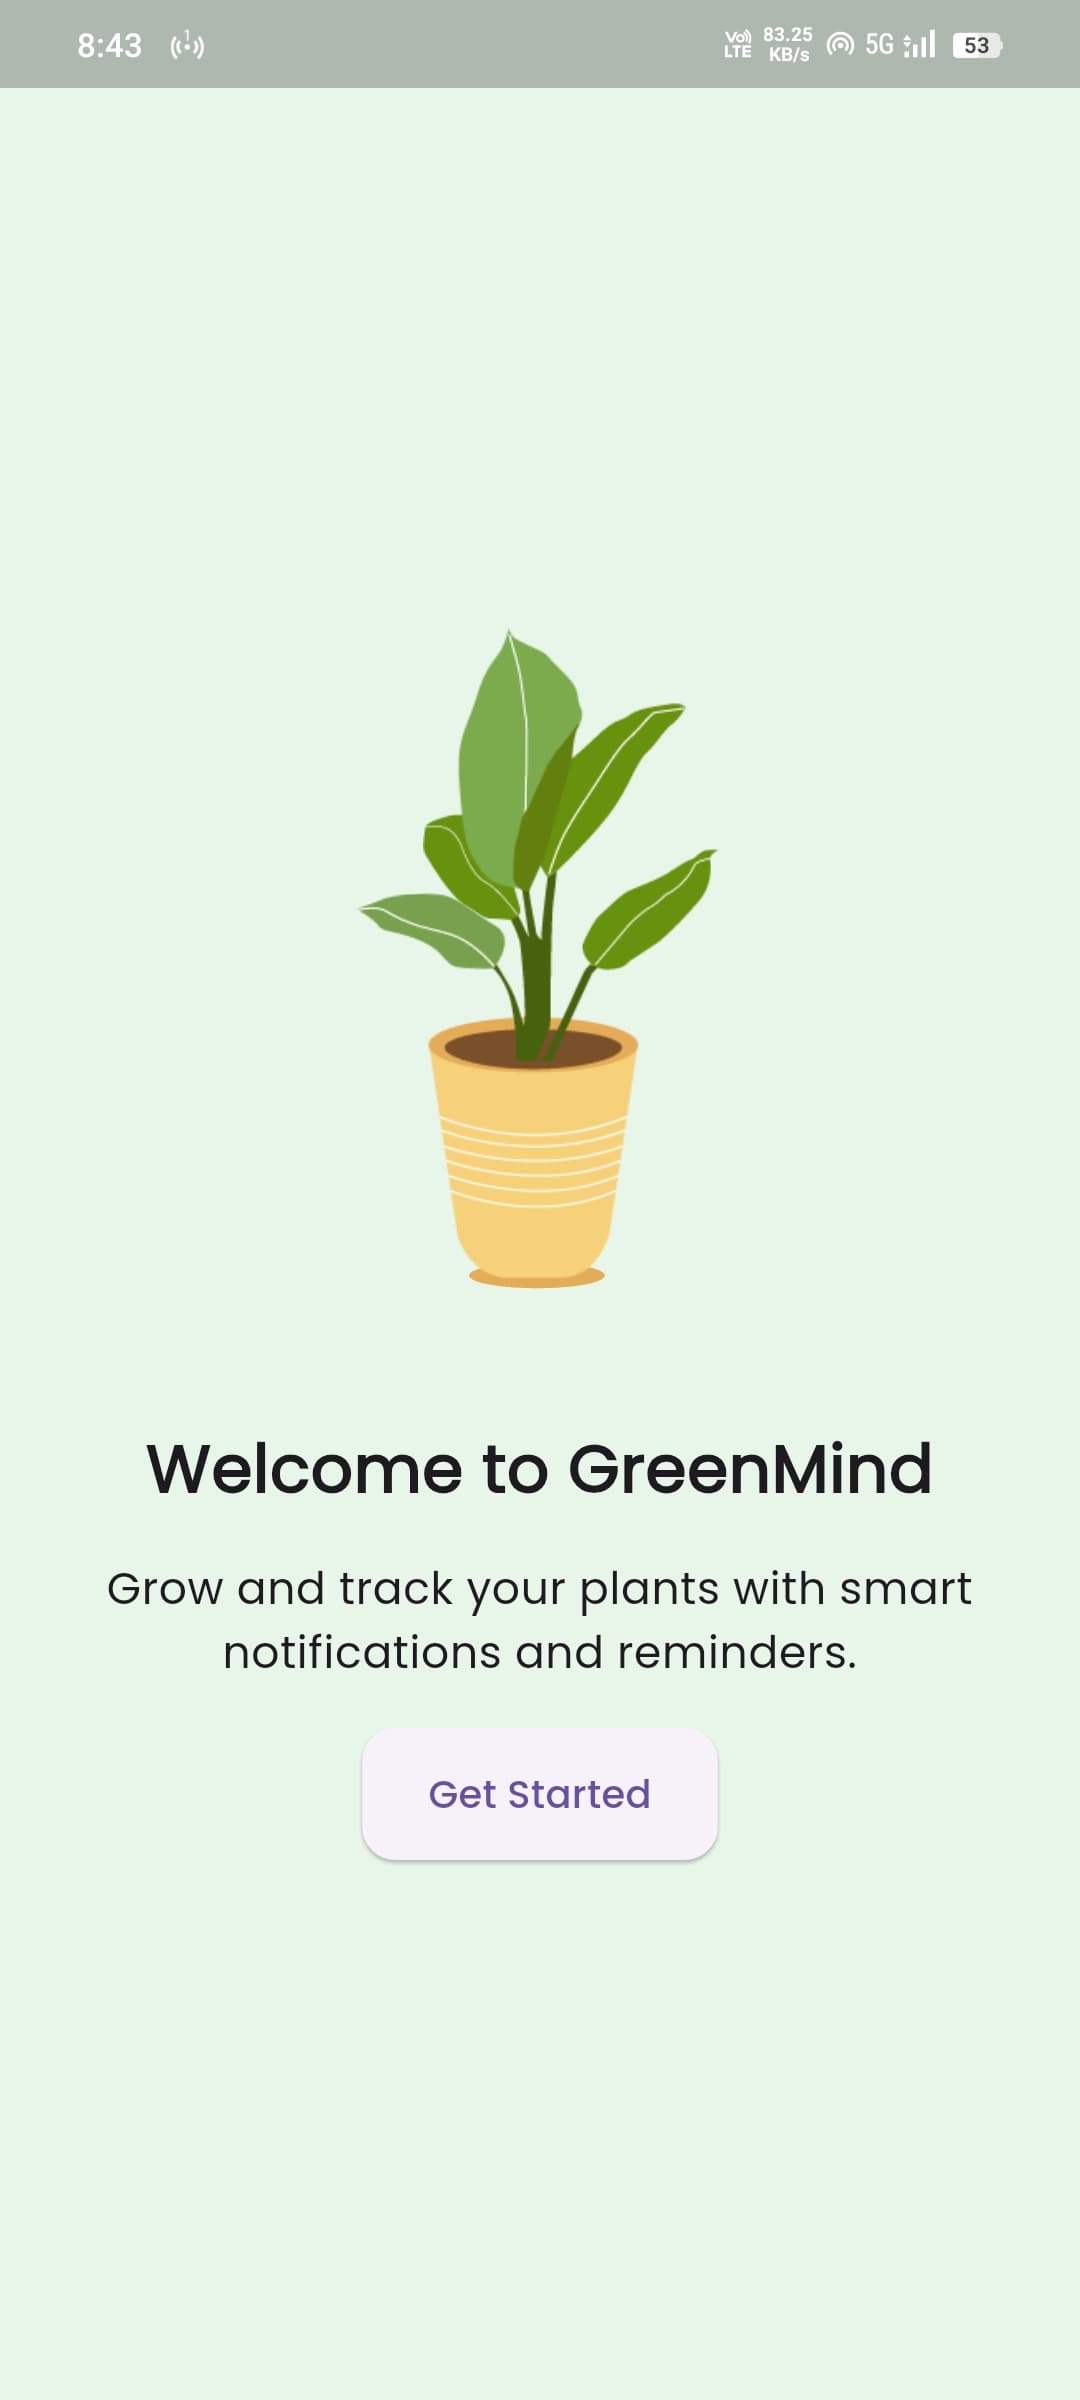 8:43
1
Vo) LTE
83.25 KB/s
5G
53
Welcome to GreenMind
Grow and track your plants with smart
notifications and reminders.
Get Started